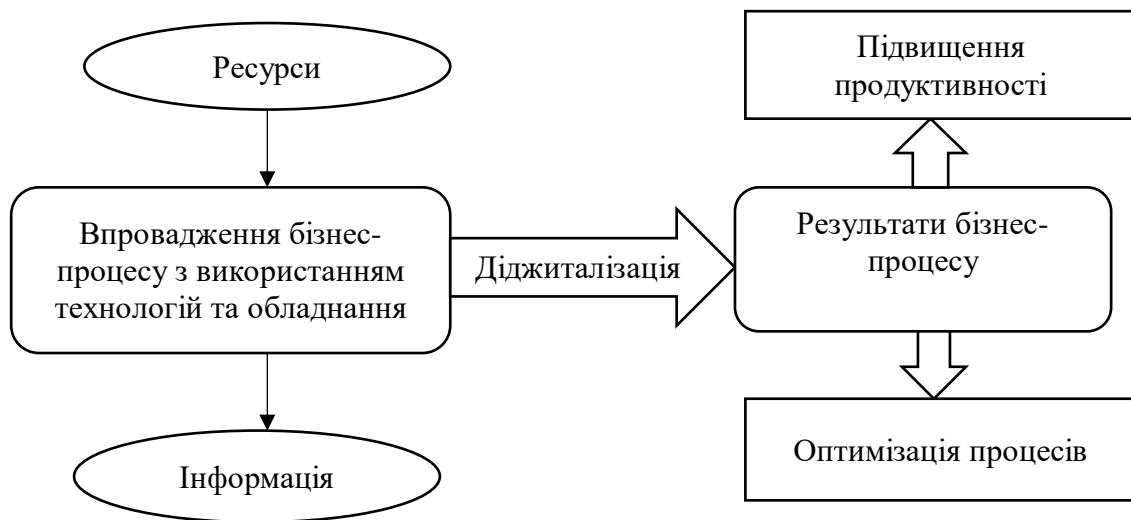 Ресурси
Впровадження бізнес-
процесу з використанням
технологій та обладнання
Інформація
Діджиталізація
Підвищення
продуктивності
Результати бізнес-
процесу
Оптимізація процесів